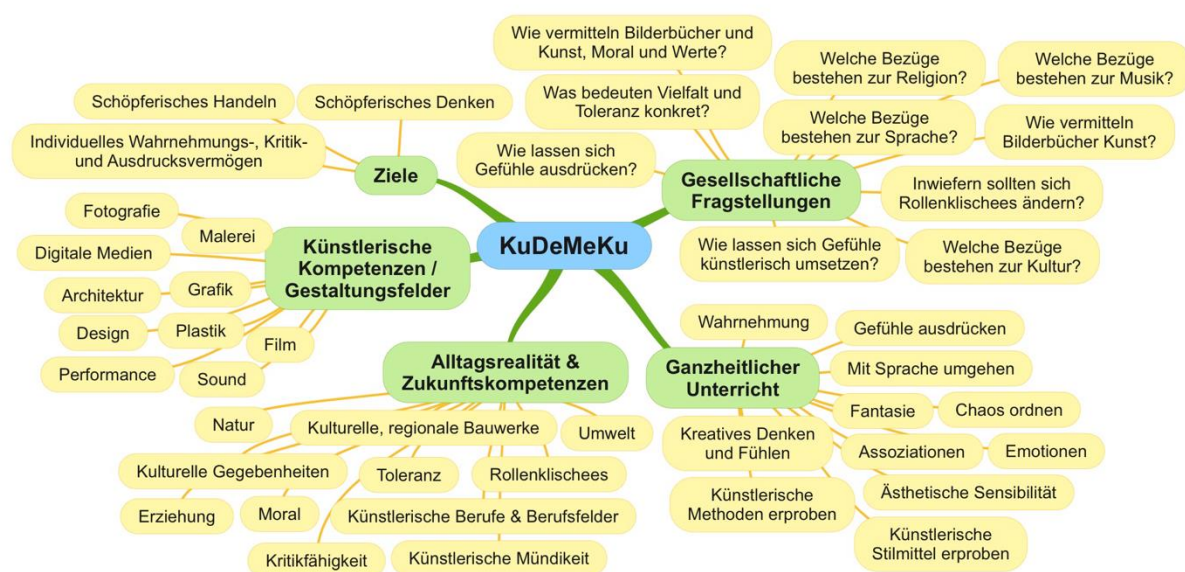 KuDeMeKu
Ziele
Schöpferisches Handeln
Schöpferisches Denken
Individuelles Wahrnehmungs-, Kritik-
und Ausdrucksvermögen
Künstlerische
Kompetenzen /
Gestaltungsfelder
Fotografie
Malerei
Digitale Medien
Architektur
Grafik
Design
Plastik
Film
Performance
Sound
Alltagsrealität &
Zukunftskompetenzen
Natur
Kulturelle, regionale Bauwerke
Umwelt
Kulturelle Gegebenheiten
Toleranz
Rollenklischees
Erziehung
Moral
Künstlerische Berufe & Berufsfelder
Kritikfähigkeit
Künstlerische Mündikeit
Gesellschaftliche
Fragstellungen
Wie vermitteln Bilderbücher und
Kunst, Moral und Werte?
Was bedeuten Vielfalt und
Toleranz konkret?
Wie lassen sich
Gefühle ausdrücken?
Welche Bezüge
bestehen zur Religion?
Welche Bezüge
bestehen zur Musik?
Welche Bezüge
bestehen zur Sprache?
Wie vermitteln
Bilderbücher Kunst?
Inwiefern sollten sich
Rollenklischees ändern?
Wie lassen sich Gefühle
künstlerisch umsetzen?
Welche Bezüge
bestehen zur Kultur?
Ganzheitlicher
Unterricht
Wahrnehmung
Gefühle ausdrücken
Mit Sprache umgehen
Fantasie
Chaos ordnen
Kreatives Denken
und Fühlen
Assoziationen
Emotionen
Ästhetische Sensibilität
Künstlerische
Methoden erproben
Künstlerische
Stilmittel erproben